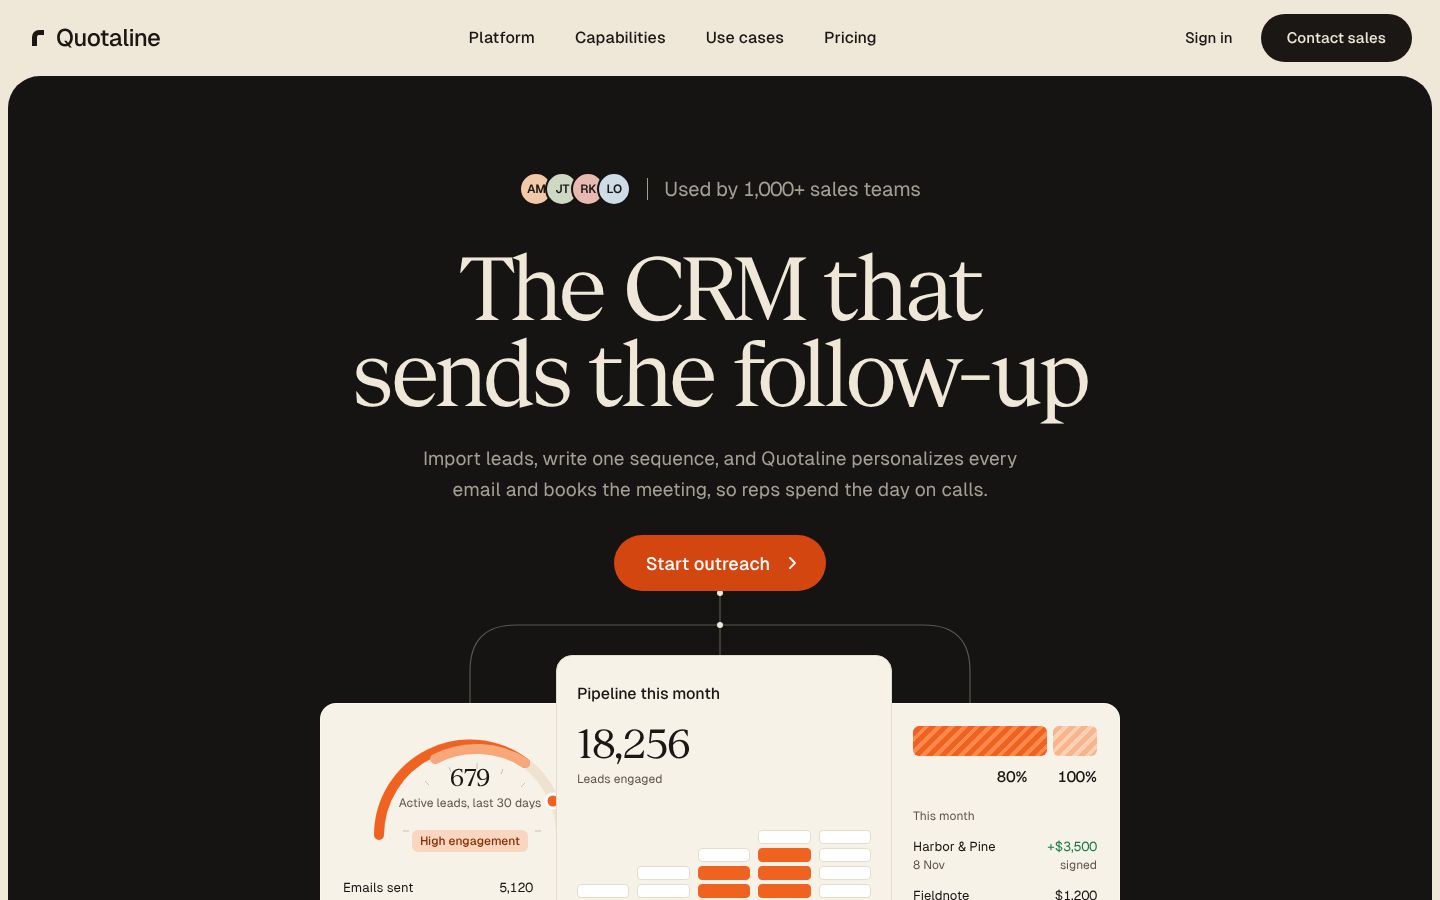 Quotaline
Platform
Capabilities
Use cases
Pricing
Sign in
Contact sales
AM
JT
RK
LO
Used by 1,000+ sales teams
The CRM that
sends the follow-up
Import leads, write one sequence, and Quotaline personalizes every
email and books the meeting, so reps spend the day on calls.
Start outreach
679
Active leads, last 30 days
High engagement
Emails sent
5,120
Pipeline this month
18,256
Leads engaged
80%
100%
This month
Harbor & Pine
+$3,500
8 Nov
signed
Fieldnote
$1,200